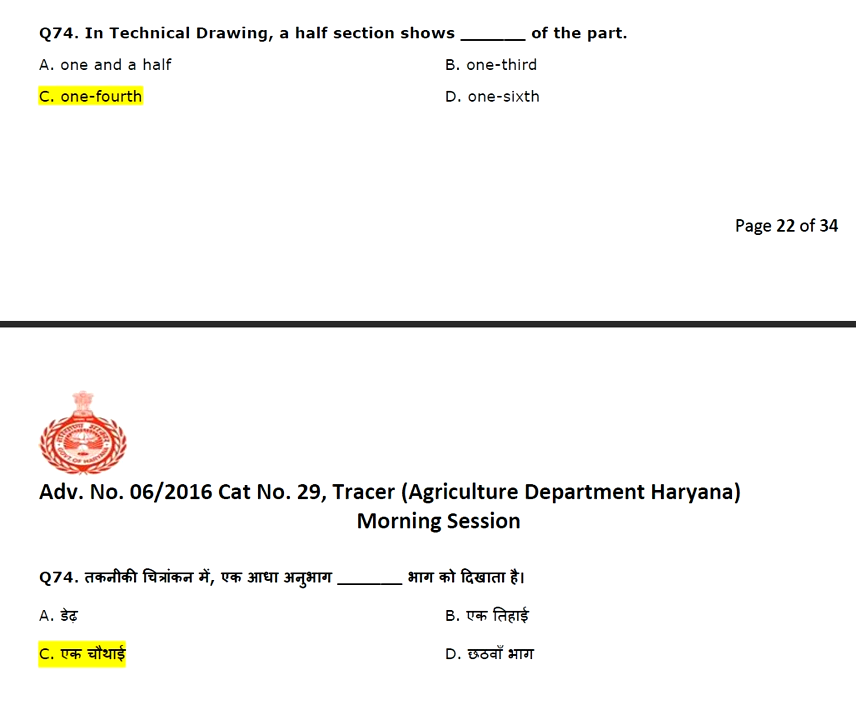 Q74. In Technical Drawing, a half section shows _______ of the part.
A. one and a half B. one-third
C. one-fourth D. one-sixth
Page 22 of 34
Adv. No. 06/2016 Cat No. 29, Tracer (Agriculture Department Haryana)
Morning Session
Q74. तकनीकी चित्रांकन में, एक आधा अनुभाग _______ भाग को दिखाता है।
A. डेढ़ B. एक तिहाई
C. एक चौथाई D. छठवाँ भाग